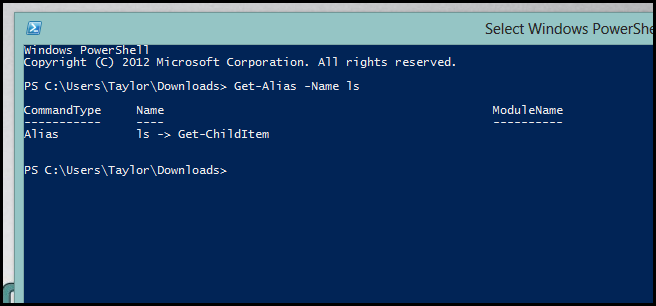 Select Windows PowerShe
Windows PowerShell
Copyright (C) 2012 Microsoft Corporation. All rights reserved.
PS C:\Users\Taylor\Downloads> Get-Alias -Name ls
CommandType     Name                                               ModuleName
-----------     ----                                               ----------
Alias           ls -> Get-ChildItem
PS C:\Users\Taylor\Downloads>